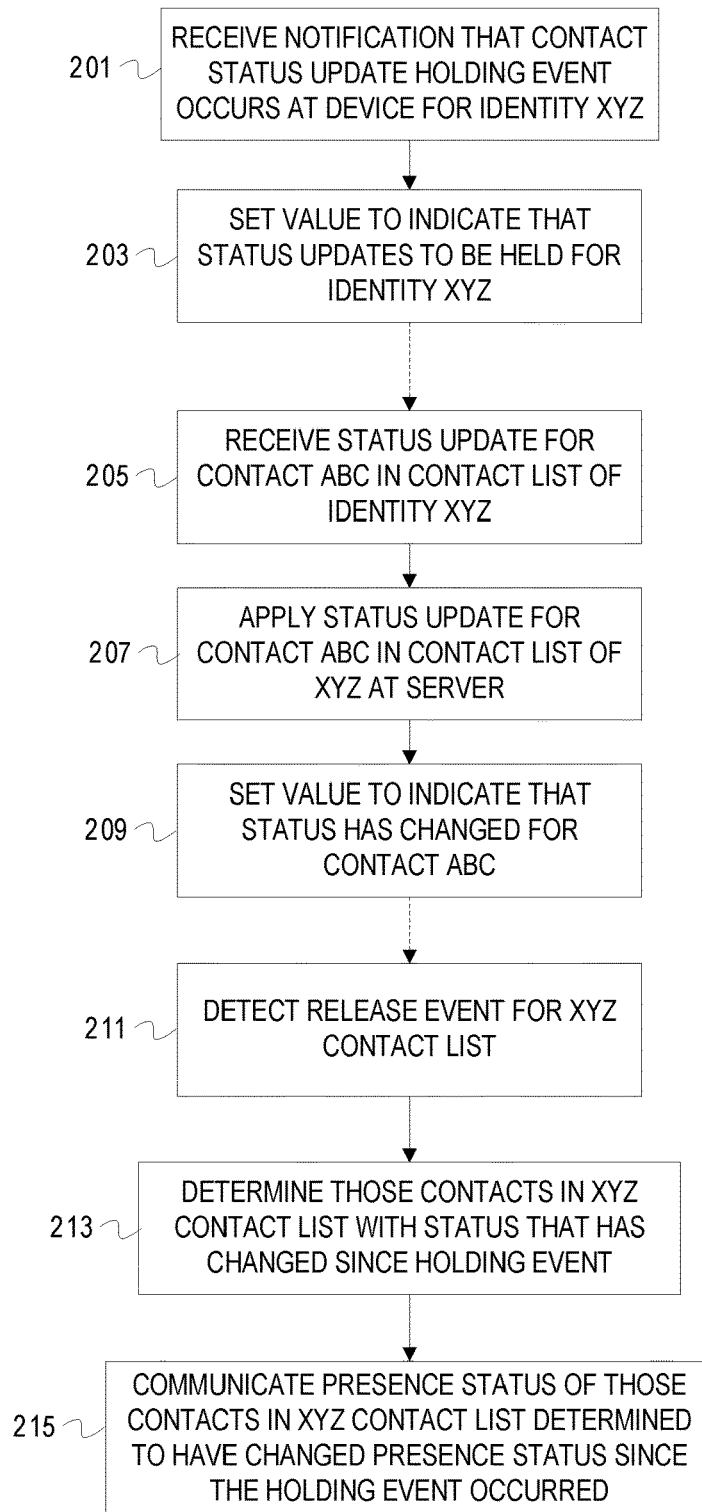 201
RECEIVE NOTIFICATION THAT CONTACT
STATUS UPDATE HOLDING EVENT
OCCURS AT DEVICE FOR IDENTITY XYZ
203
SET VALUE TO INDICATE THAT
STATUS UPDATES TO BE HELD FOR
IDENTITY XYZ
205
RECEIVE STATUS UPDATE FOR
CONTACT ABC IN CONTACT LIST OF
IDENTITY XYZ
207
APPLY STATUS UPDATE FOR
CONTACT ABC IN CONTACT LIST OF
XYZ AT SERVER
209
SET VALUE TO INDICATE THAT
STATUS HAS CHANGED FOR
CONTACT ABC
211
DETECT RELEASE EVENT FOR XYZ
CONTACT LIST
213
DETERMINE THOSE CONTACTS IN XYZ
CONTACT LIST WITH STATUS THAT HAS
CHANGED SINCE HOLDING EVENT
215
COMMUNICATE PRESENCE STATUS OF THOSE
CONTACTS IN XYZ CONTACT LIST DETERMINED
TO HAVE CHANGED PRESENCE STATUS SINCE
THE HOLDING EVENT OCCURRED